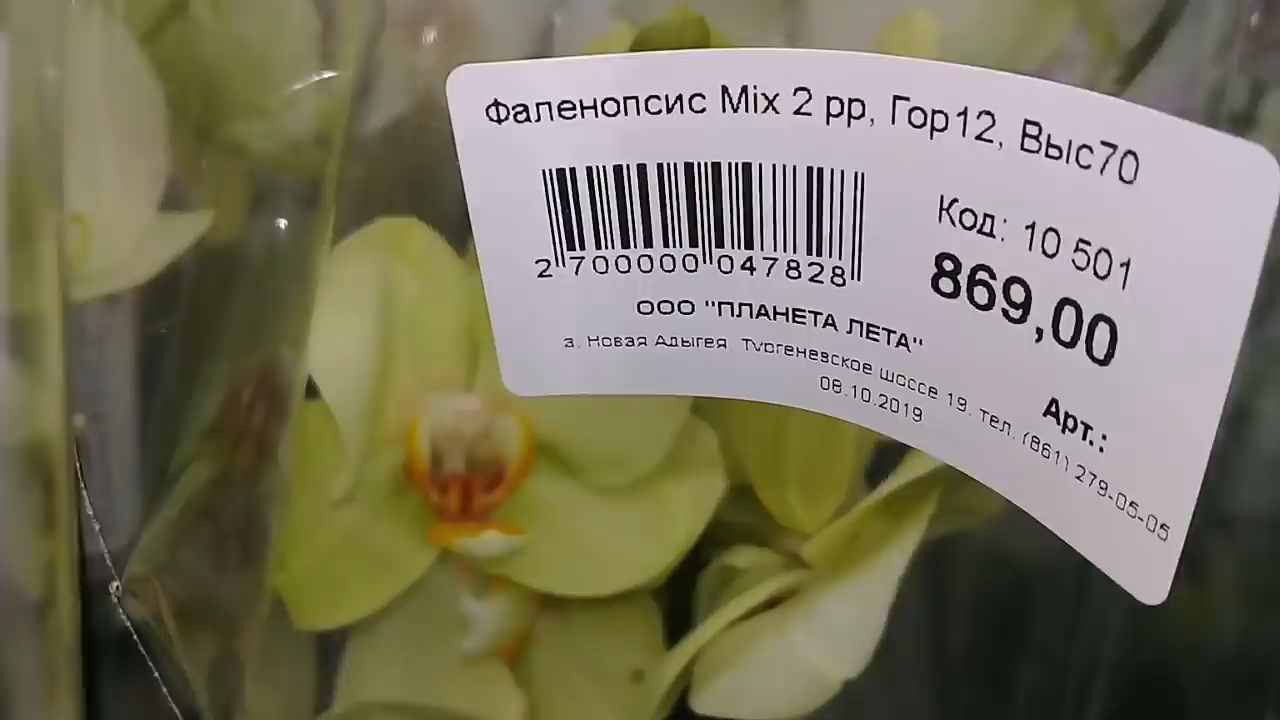 Фаленопсис Mix 2 рр, Гор12, Выс70
Код: 10 501
2 700000 047828
869,00
ООО "ПЛАНЕТА ЛЕТА"
а. Новая Адыгея, Тургеневское шоссе 19, тел. (861) 279-05-05
08.10.2019
Арт.: